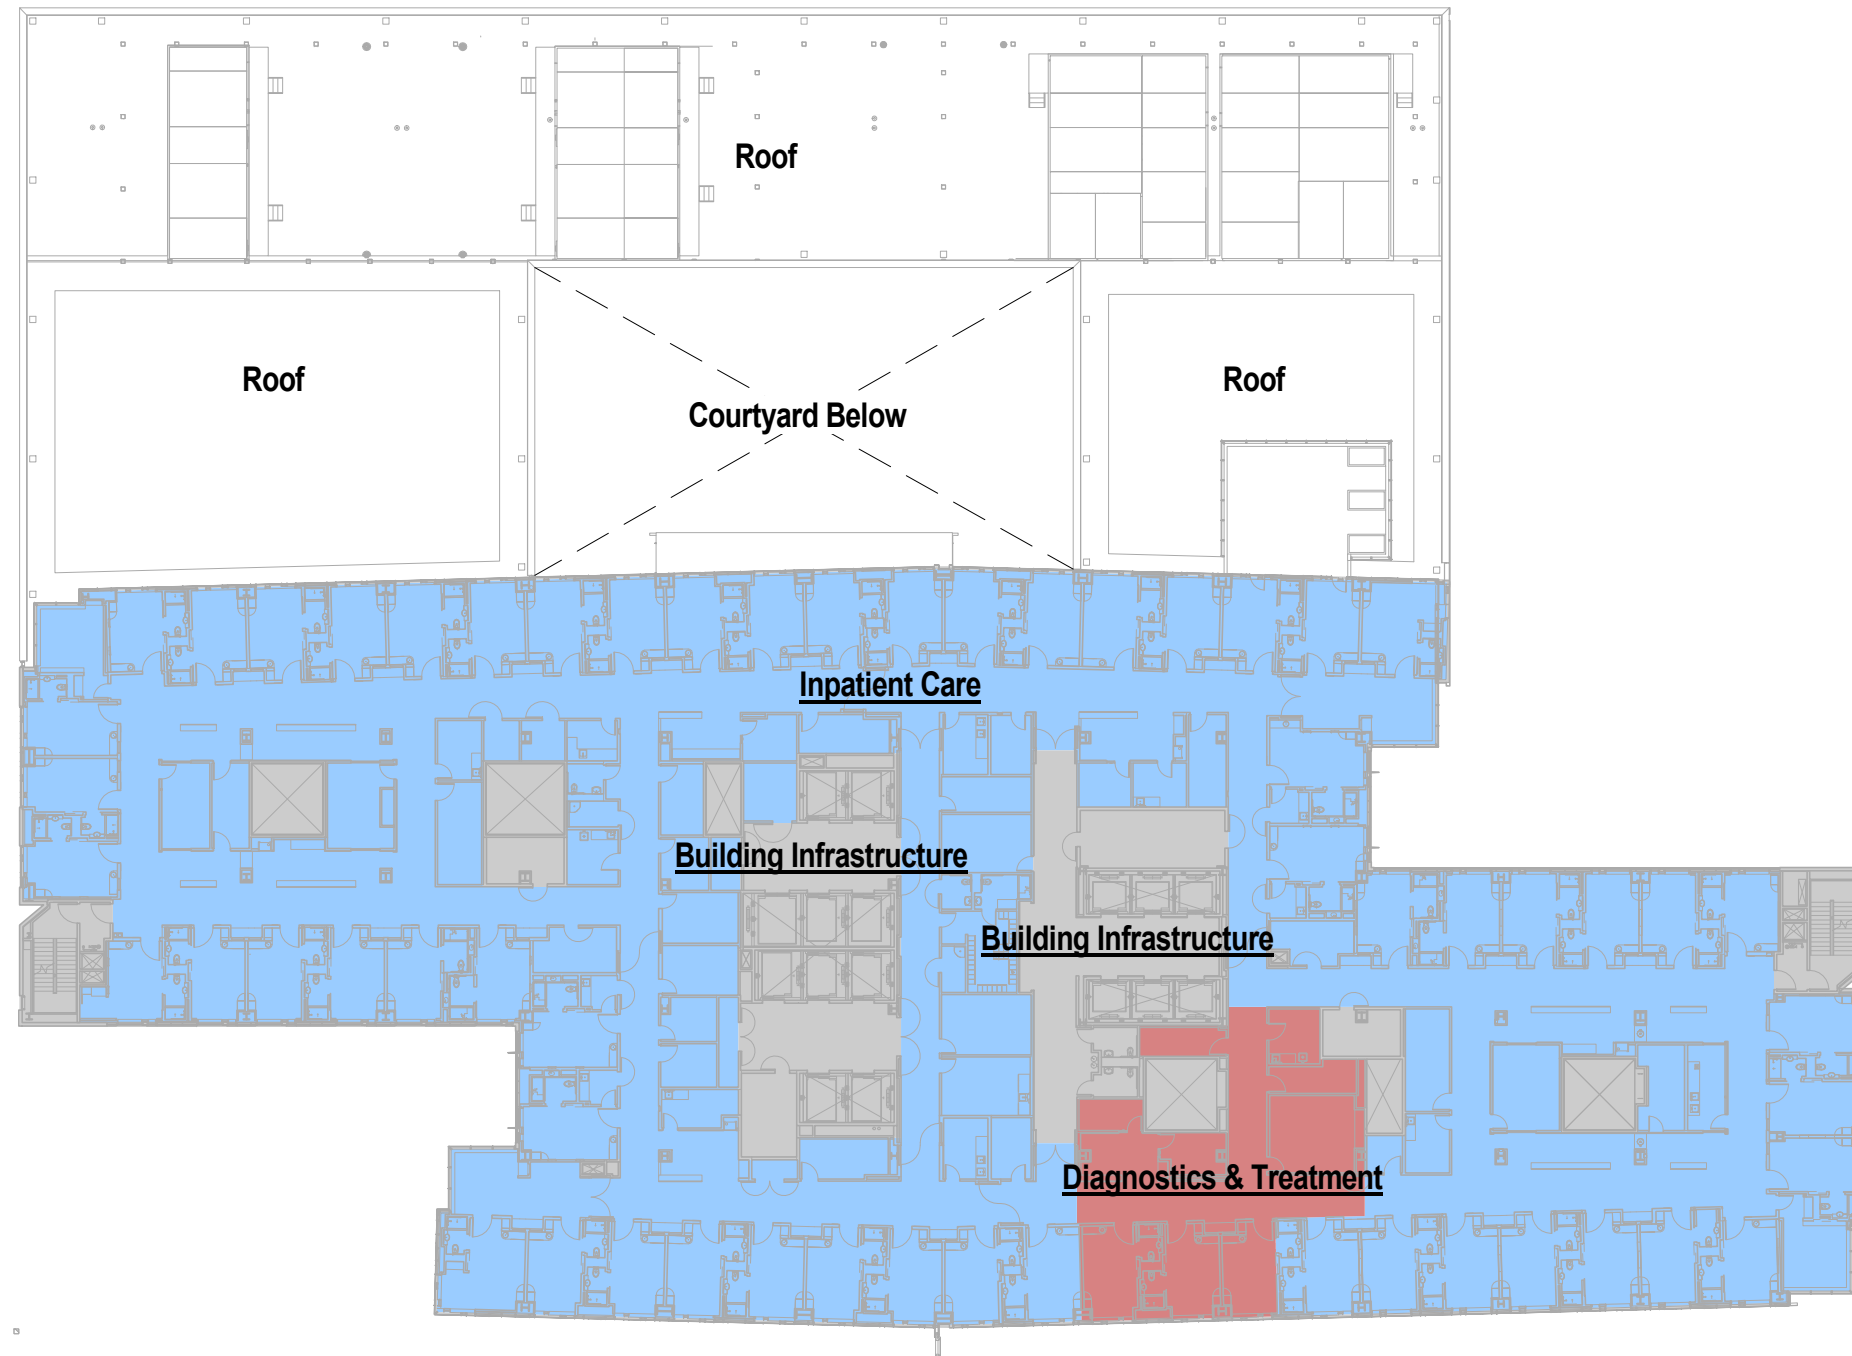 Roof
Roof
Roof
Courtyard Below
Inpatient Care
Building Infrastructure
Building Infrastructure
Diagnostics & Treatment